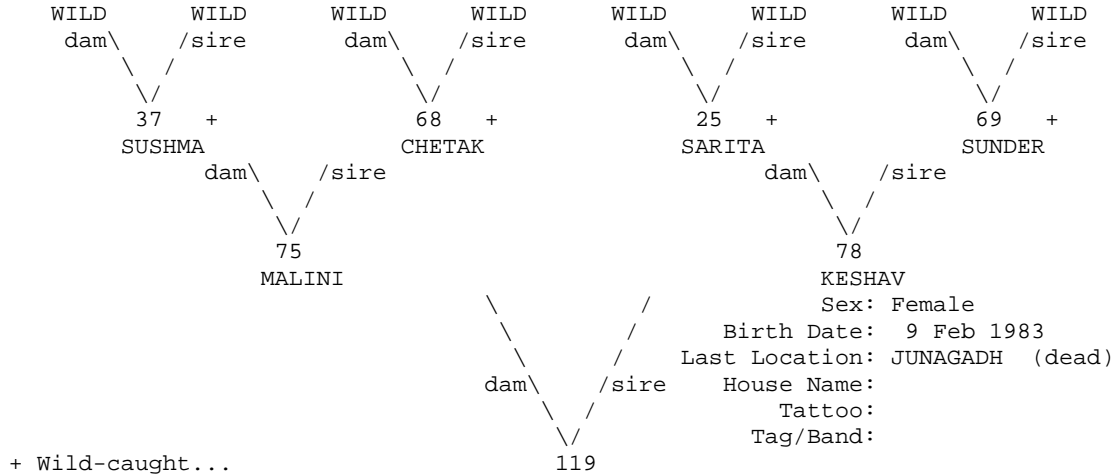 WILD WILD WILD WILD WILD WILD WILD WILD
dam\ /sire dam\ /sire dam\ /sire dam\ /sire
\ / \ / \ / \ /
\/ \/ \/ \/
37 + 68 + 25 + 69 +
SUSHMA CHETAK SARITA SUNDER
dam\ /sire dam\ /sire
\ / \ /
\/ \/
75 78
MALINI KESHAV
\ / Sex: Female
\ / Birth Date: 9 Feb 1983
\ / Last Location: JUNAGADH (dead)
dam\ /sire House Name:
\ / Tattoo:
\/ Tag/Band:
+ Wild-caught... 119